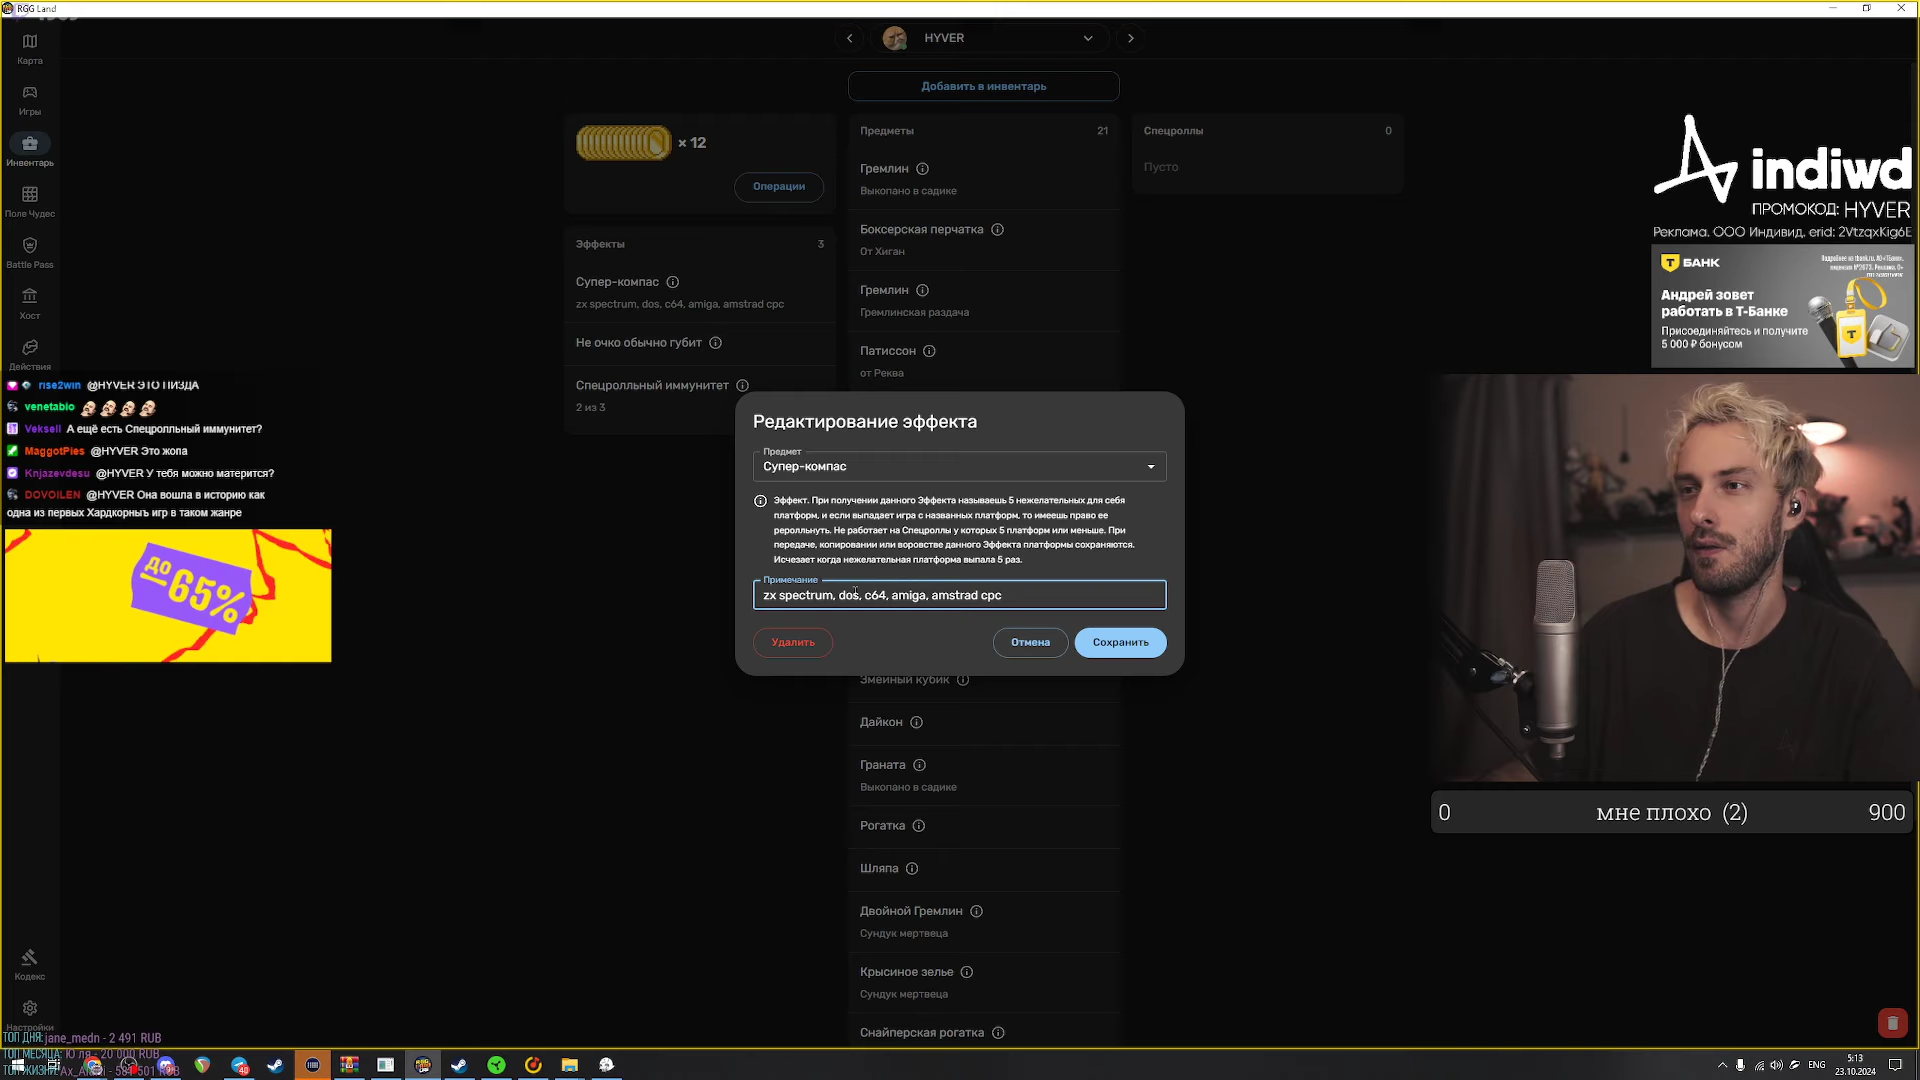 RGG Land
Карта
Игры
Инвентарь
Поле Чудес
Battle Pass
Хост
Действия
Кодекс
Настройки
HYVER
Добавить в инвентарь
× 12
Операции
Эффекты 3
Супер-компас
zx spectrum, dos, c64, amiga, amstrad cpc
Не очко обычно губит
Спецролльный иммунитет
2 из 3
Предметы 21
Гремлин
Выкопано в садике
Боксерская перчатка
От Хиган
Гремлин
Гремлинская раздача
Патиссон
от Реква
Спецроллы 0
Пусто
Редактирование эффекта
Предмет
Супер-компас
Эффект. При получении данного Эффекта называешь 5 нежелательных для себя
платформ, и если выпадает игра с названных платформ, то имеешь право ее
рерольнуть. Не работает на Спецроллы у которых 5 платформ или меньше. При
передаче, копировании или воровстве данного Эффекта платформы сохраняются.
Исчезает когда нежелательная платформа выпала 5 раз.
Примечание
zx spectrum, dos, c64, amiga, amstrad cpc
Удалить
Отмена
Сохранить
Змеиный кубик
Дайкон
Граната
Выкопано в садике
Рогатка
Шляпа
Двойной Гремлин
Сундук мертвеца
Крысиное зелье
Сундук мертвеца
Снайперская рогатка
rise2win @HYVER ЭТО ПИЗДА
venetabio
Veksell А ещё есть Спецролльный иммунитет?
MaggotPies @HYVER Это жопа
Knjazevdesu @HYVER У тебя можно матерится?
DOVOILEN @HYVER Она вошла в историю как
одна из первых Хардкорныъ игр в таком жанре
до
65%
indiwd
ПРОМОКОД: HYVER
Реклама. ООО Индивид. erid: 2VtzqxKig6E
Т БАНК
Андрей зовет
работать в Т-Банке
Присоединяйтесь и получите
5 000 ₽ бонусом
0 мне плохо (2) 900
ТОП ДНЯ: jane_medn - 2 491 RUB
ТОП МЕСЯЦА: Ю ля - 20 000 RUB
ENG
5:13
23.10.2024